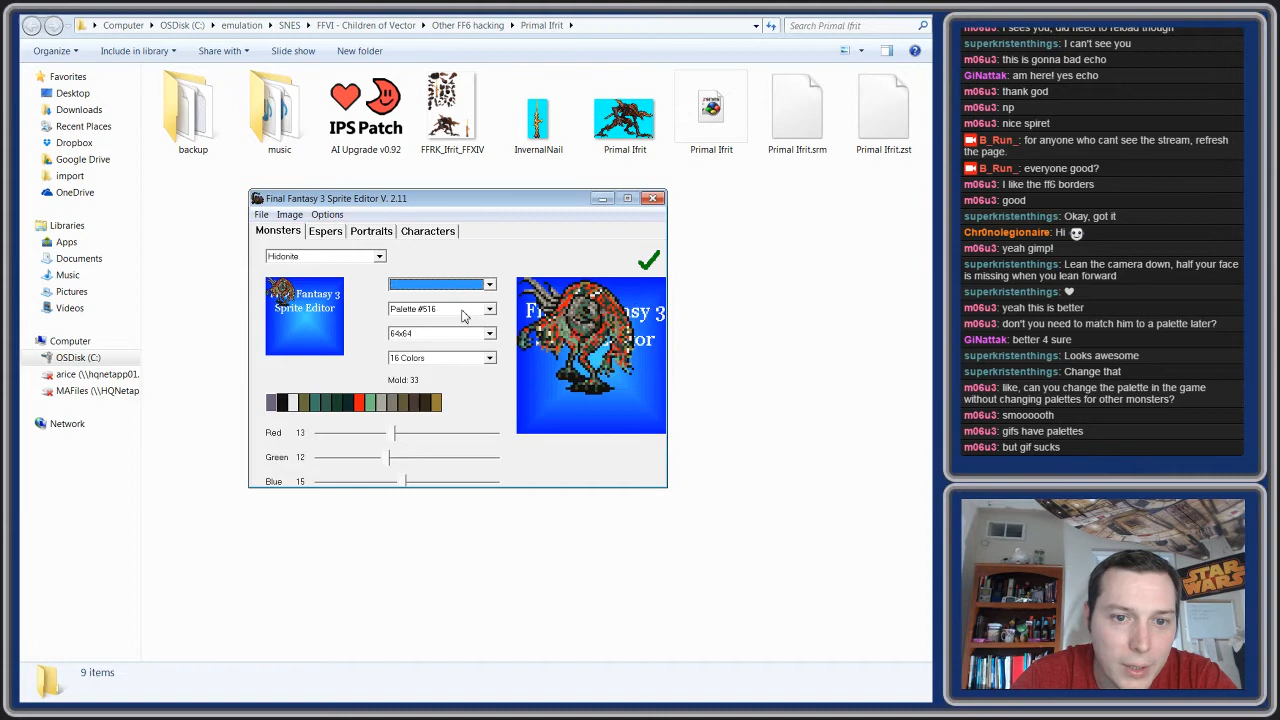 Computer ▸ OSDisk (C:) ▸ emulation ▸ SNES ▸ FFVI - Children of Vector ▸ Other FF6 hacking ▸ Primal Ifrit ▸
Search Primal Ifrit
Organize Include in library Share with Slide show New folder
Favorites
Desktop
Downloads
Recent Places
Dropbox
Google Drive
import
OneDrive
Libraries
Apps
Documents
Music
Pictures
Videos
Computer
OSDisk (C:)
arice (\\hqnetapp01.
MAFiles (\\HQNetap
Network
IPS Patch
backup
music
AI Upgrade v0.92
FFRK_Ifrit_FFXIV
InvernalNail
Primal Ifrit
Primal Ifrit
Primal Ifrit.srm
Primal Ifrit.zst
Final Fantasy 3 Sprite Editor V. 2.11
File Image Options
Monsters Espers Portraits Characters
Hidonite
Fantasy 3
Sprite Editor
Palette #516
64x64
16 Colors
Mold: 33
Red 13
Green 12
Blue 15
9 items
m06u3: I sees you, did need to reload though
superkristenthings: I can't see you
m06u3: this is gonna bad echo
GiNattak: am here! yes echo
m06u3: thank god
m06u3: np
m06u3: nice spiret
B_Run_: for anyone who cant see the stream, refresh
the page.
B_Run_: everyone good?
m06u3: I like the ff6 borders
m06u3: good
superkristenthings: Okay, got it
Chr0nolegionaire: Hi
m06u3: yeah gimp!
superkristenthings: Lean the camera down, half your face
is missing when you lean forward
superkristenthings: ♥
m06u3: yeah this is better
m06u3: don't you need to match him to a palette later?
GiNattak: better 4 sure
superkristenthings: Looks awesome
superkristenthings: Change that
m06u3: like, can you change the palette in the game
without changing palettes for other monsters?
m06u3: smoooooth
m06u3: gifs have palettes
m06u3: but gif sucks
STAR
WARS